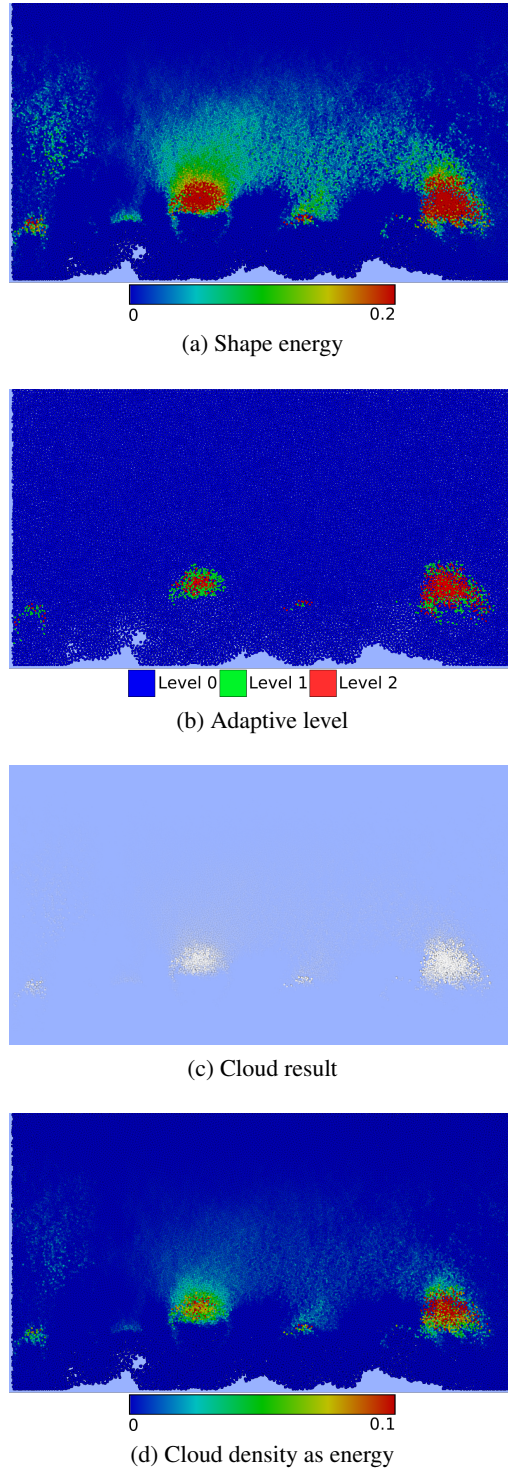 0 0.2
(a) Shape energy
Level 0 Level 1 Level 2
(b) Adaptive level
(c) Cloud result
0 0.1
(d) Cloud density as energy